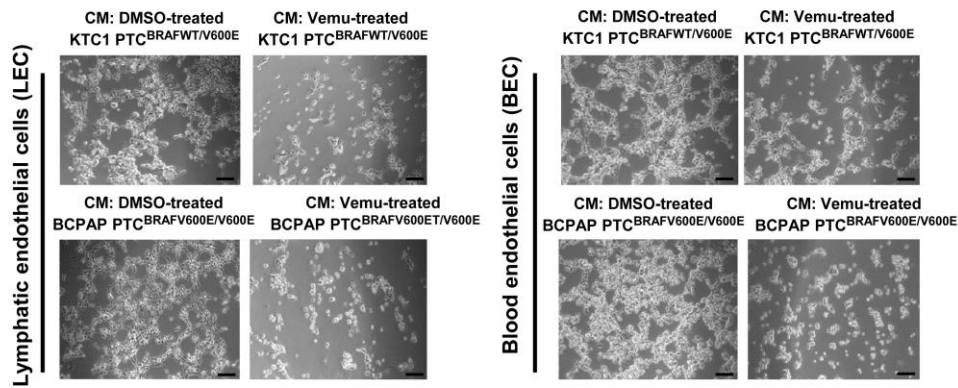 CM: DMSO-treated
KTC1 PTCBRAFWT/V600E
CM: Vemu-treated
KTC1 PTCBRAFWT/V600E
Lymphatic endothelial cells (LEC)
CM: DMSO-treated
BCPAP PTCBRAFV600E/V600E
CM: Vemu-treated
BCPAP PTCBRAFV600ET/V600E
CM: DMSO-treated
KTC1 PTCBRAFWT/V600E
CM: Vemu-treated
KTC1 PTCBRAFWT/V600E
Blood endothelial cells (BEC)
CM: DMSO-treated
BCPAP PTCBRAFV600E/V600E
CM: Vemu-treated
BCPAP PTCBRAFV600E/V600E